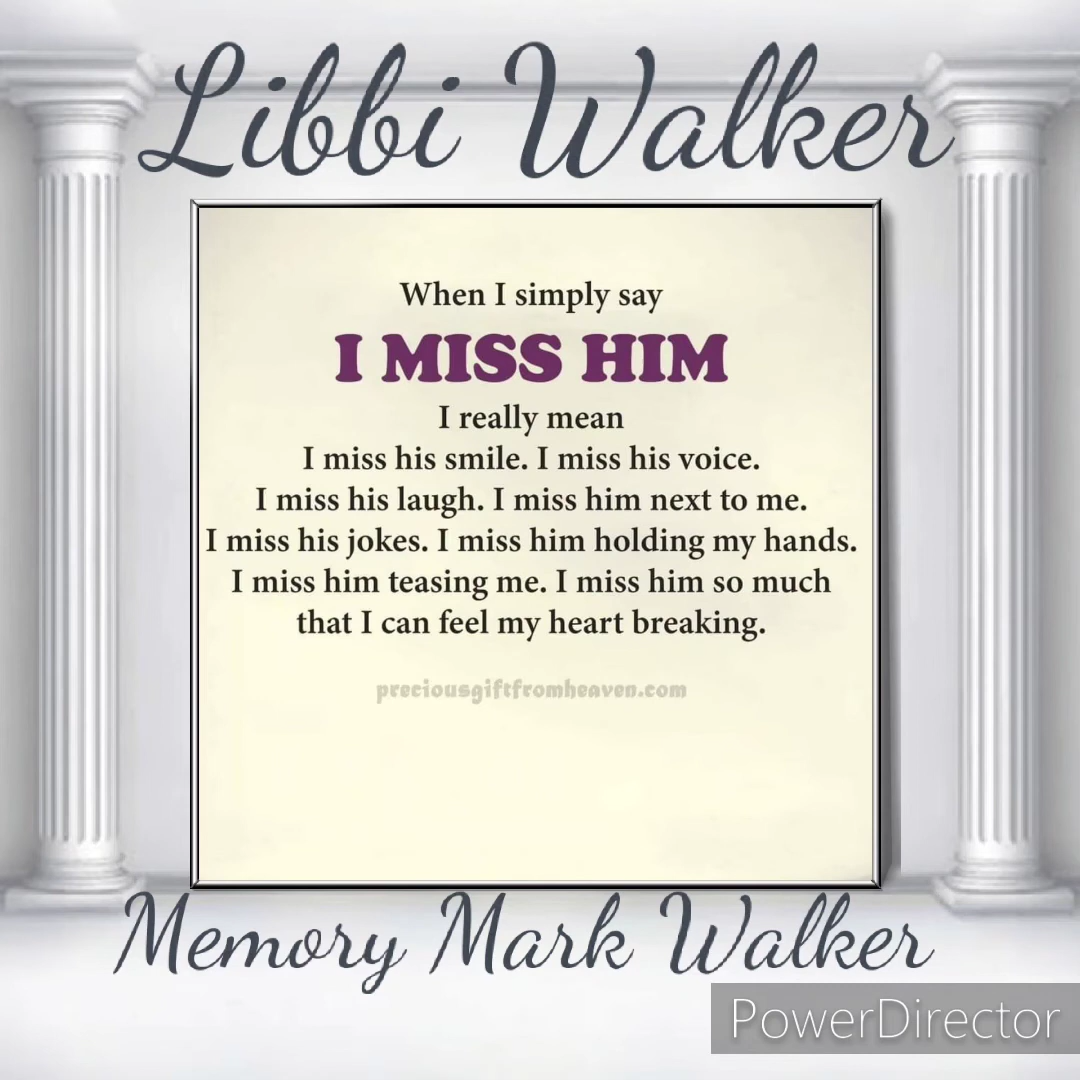 Libbi Walker
When I simply say
I MISS HIM
I really mean
I miss his smile. I miss his voice.
I miss his laugh. I miss him next to me.
I miss his jokes. I miss him holding my hands.
I miss him teasing me. I miss him so much
that I can feel my heart breaking.
preciousgiftfromheaven.com
Memory Mark Walker
PowerDirector